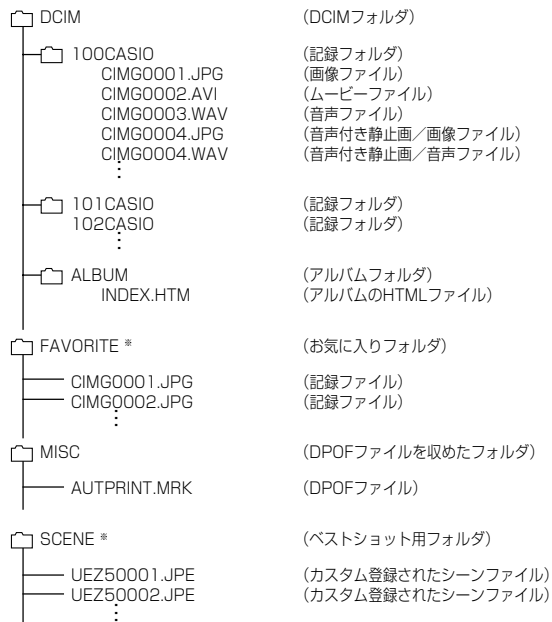 DCIM （DCIMフォルダ）
100CASIO （記録フォルダ）
CIMG0001.JPG （画像ファイル）
CIMG0002.AVI （ムービーファイル）
CIMG0003.WAV （音声ファイル）
CIMG0004.JPG （音声付き静止画／画像ファイル）
CIMG0004.WAV （音声付き静止画／音声ファイル）
101CASIO （記録フォルダ）
102CASIO （記録フォルダ）
ALBUM （アルバムフォルダ）
INDEX.HTM （アルバムのHTMLファイル）
FAVORITE ※ （お気に入りフォルダ）
CIMG0001.JPG （記録ファイル）
CIMG0002.JPG （記録ファイル）
MISC （DPOFファイルを収めたフォルダ）
AUTPRINT.MRK （DPOFファイル）
SCENE ※ （ベストショット用フォルダ）
UEZ50001.JPE （カスタム登録されたシーンファイル）
UEZ50002.JPE （カスタム登録されたシーンファイル）